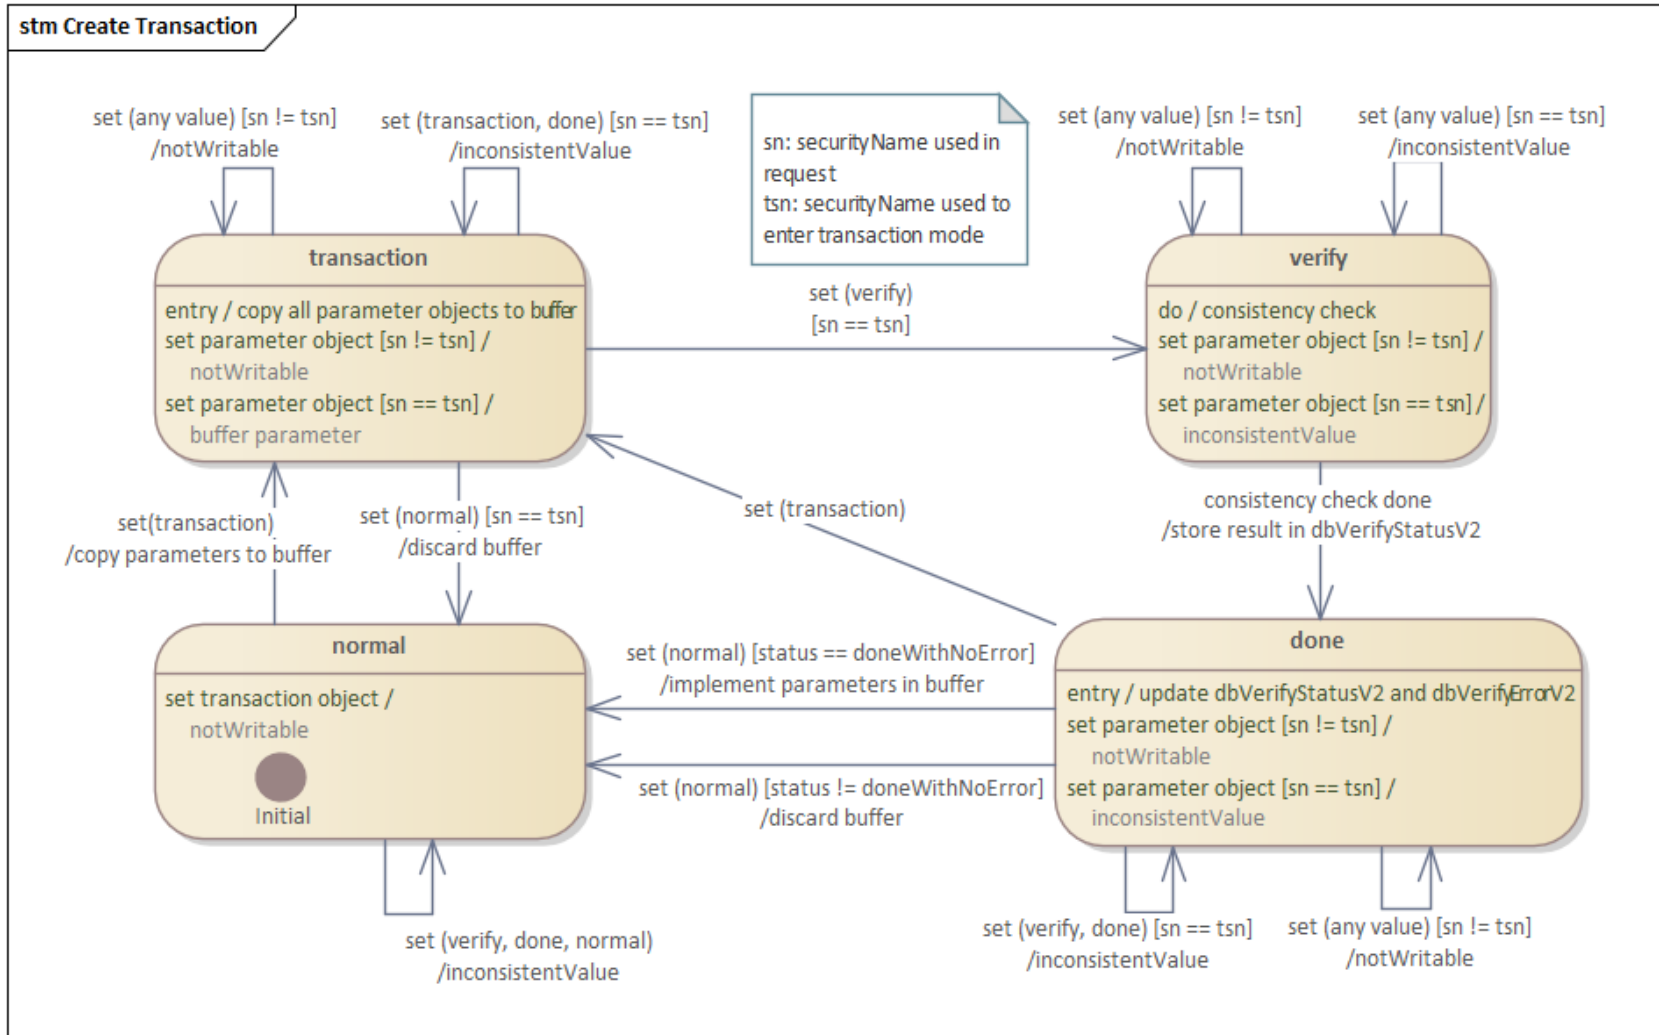 stm Create Transaction
set (any value) [sn != tsn]
/notWritable
set (transaction, done) [sn == tsn]
/inconsistentValue
sn: securityName used in
request
tsn: securityName used to
enter transaction mode
set (any value) [sn != tsn]
/notWritable
set (any value) [sn == tsn]
/inconsistentValue
transaction
entry / copy all parameter objects to buffer
set parameter object [sn != tsn] /
notWritable
set parameter object [sn == tsn] /
buffer parameter
set (verify)
[sn == tsn]
verify
do / consistency check
set parameter object [sn != tsn] /
notWritable
set parameter object [sn == tsn] /
inconsistentValue
set(transaction)
/copy parameters to buffer
set (normal) [sn == tsn]
/discard buffer
set (transaction)
consistency check done
/store result in dbVerifyStatusV2
normal
set transaction object /
notWritable
Initial
set (normal) [status == doneWithNoError]
/implement parameters in buffer
set (normal) [status != doneWithNoError]
/discard buffer
done
entry / update dbVerifyStatusV2 and dbVerifyErrorV2
set parameter object [sn != tsn] /
notWritable
set parameter object [sn == tsn] /
inconsistentValue
set (verify, done, normal)
/inconsistentValue
set (verify, done) [sn == tsn]
/inconsistentValue
set (any value) [sn != tsn]
/notWritable